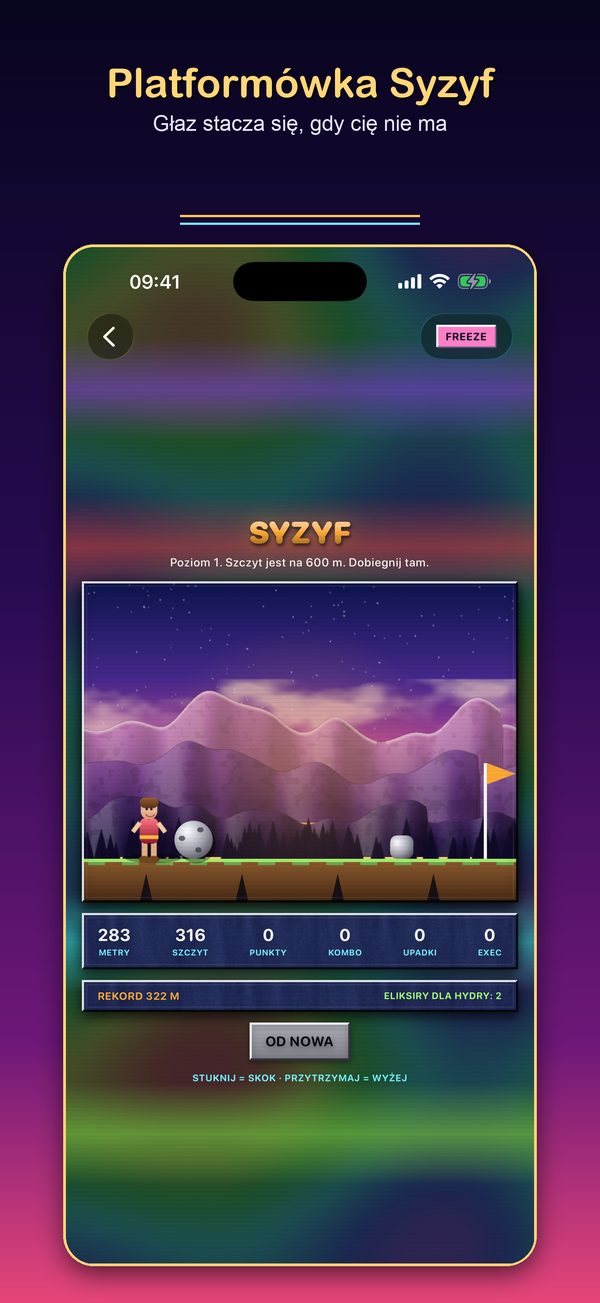 Platformówka Syzyf
Głaz stacza się, gdy cię nie ma
09:41
FREEZE
SYZYF
Poziom 1. Szczyt jest na 600 m. Dobiegnij tam.
283 316 0 0 0 0
METRY SZCZYT PUNKTY KOMBO UPADKI EXEC
REKORD 322 M ELIKSIRY DLA HYDRY: 2
OD NOWA
STUKNIJ = SKOK · PRZYTRZYMAJ = WYŻEJ